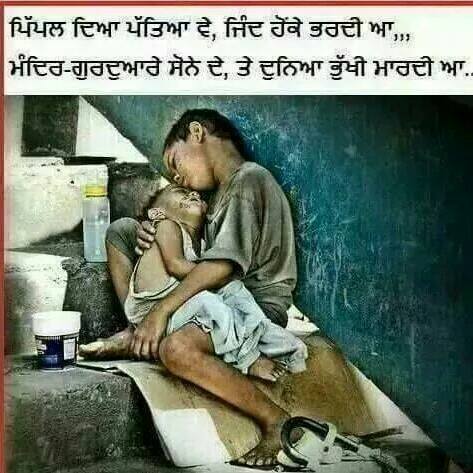 ਪਿੱਪਲ ਦਿਆ ਪੱਤਿਆ ਵੇ, ਜਿੰਦ ਹੋਂਕੇ ਭਰਦੀ ਆ,,,
ਮੰਦਿਰ-ਗੁਰਦੁਆਰੇ ਸੋਨੇ ਦੇ, ਤੇ ਦੁਨਿਆ ਭੁੱਖੀ ਮਾਰਦੀ ਆ..